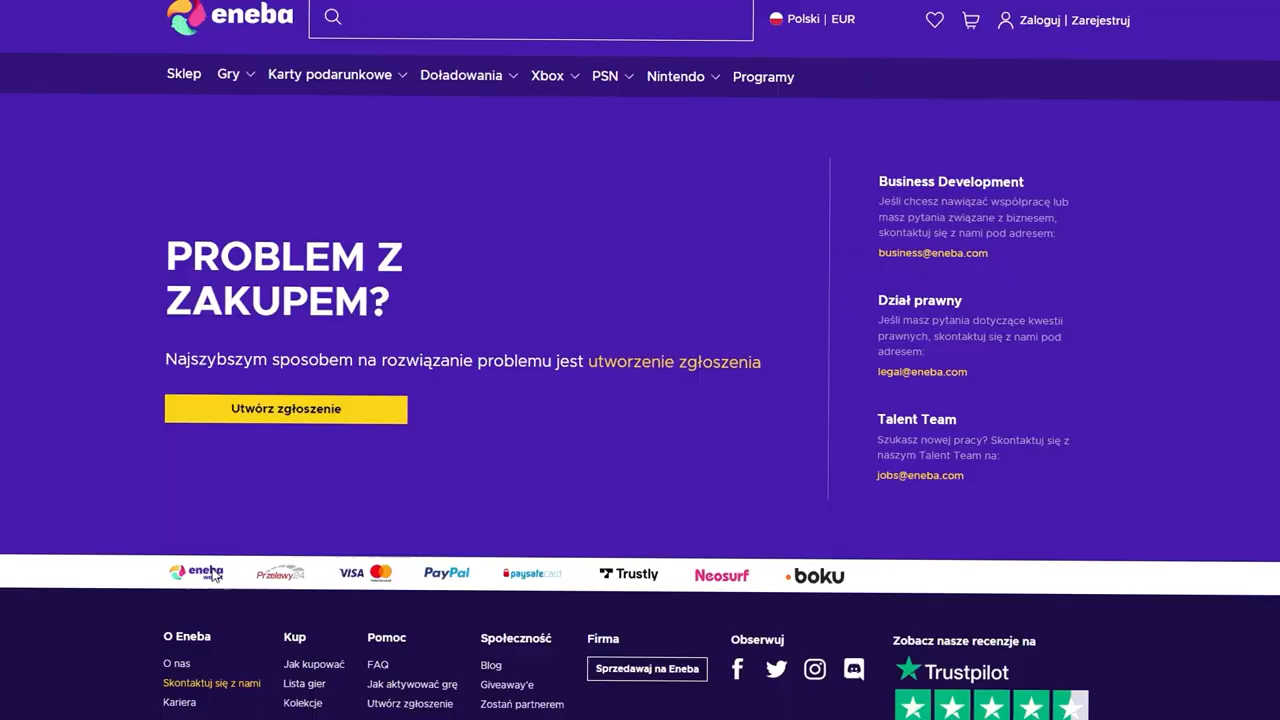 eneba
Polski | EUR
Zaloguj | Zarejestruj
Sklep Gry Karty podarunkowe Doładowania Xbox PSN Nintendo Programy
PROBLEM Z
ZAKUPEM?
Najszybszym sposobem na rozwiązanie problemu jest utworzenie zgłoszenia
Utwórz zgłoszenie
Business Development
Jeśli chcesz nawiązać współpracę lub
masz pytania związane z biznesem,
skontaktuj się z nami pod adresem:
business@eneba.com
Dział prawny
Jeśli masz pytania dotyczące kwestii
prawnych, skontaktuj się z nami pod
adresem:
legal@eneba.com
Talent Team
Szukasz nowej pracy? Skontaktuj się z
naszym Talent Team na:
jobs@eneba.com
eneba Przelewy24 VISA PayPal paysafecard Trustly Neosurf boku
O Eneba
O nas
Skontaktuj się z nami
Kariera
Kup
Jak kupować
Lista gier
Kolekcje
Pomoc
FAQ
Jak aktywować grę
Utwórz zgłoszenie
Społeczność
Blog
Giveaway'e
Zostań partnerem
Firma
Sprzedawaj na Eneba
Obserwuj
Zobacz nasze recenzje na
Trustpilot